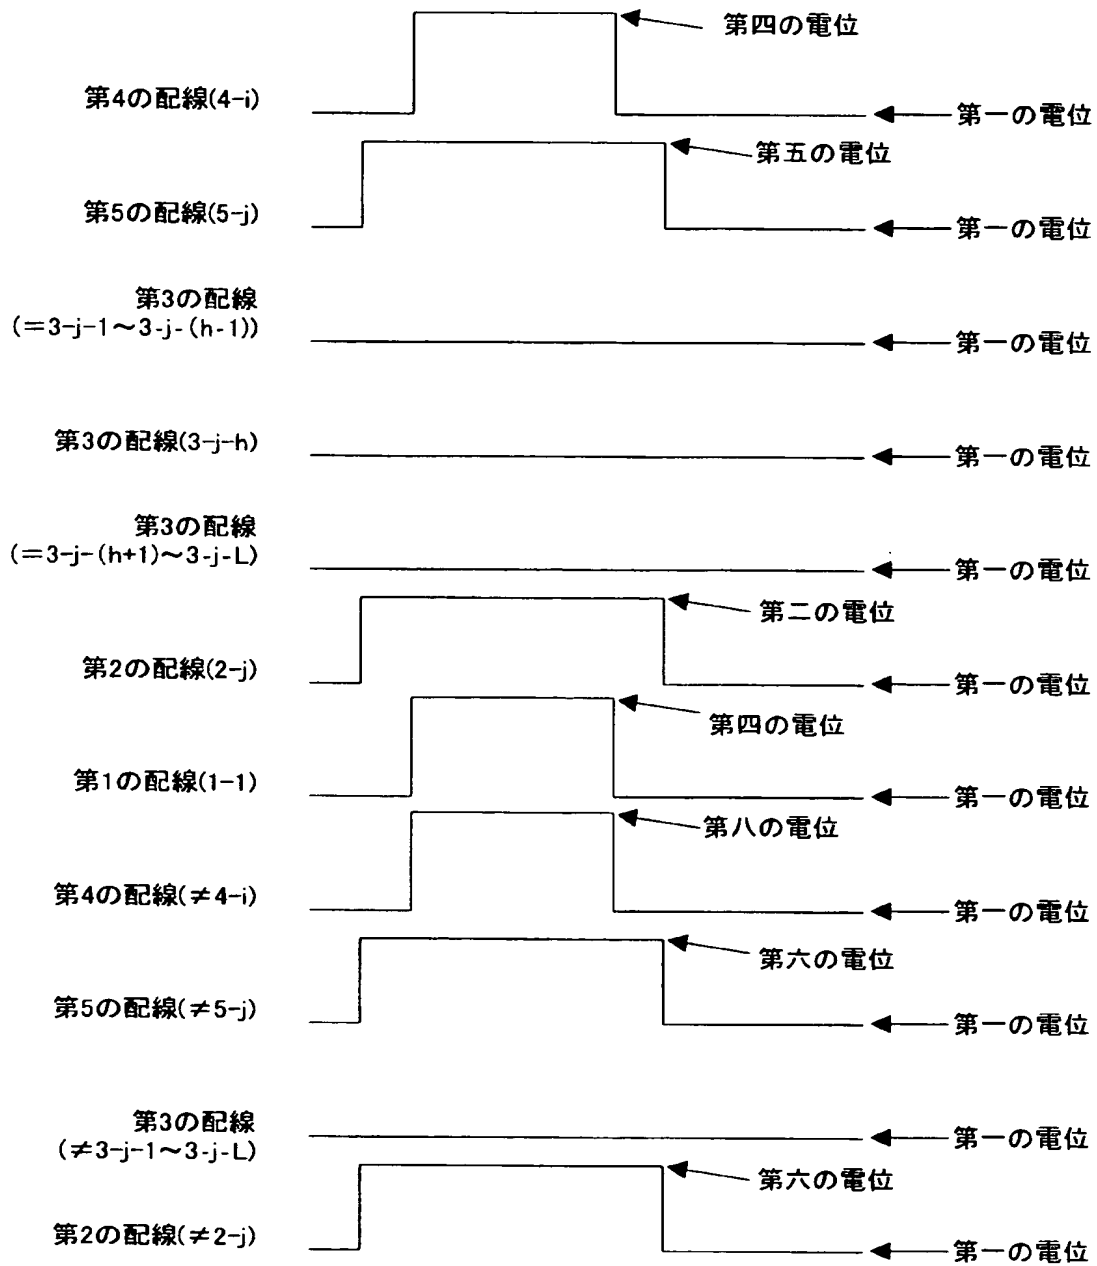 第四の電位
第4の配線(4-i)
第一の電位
第五の電位
第5の配線(5-j)
第一の電位
第3の配線
(=3-j-1~3-j-(h-1))
第一の電位
第3の配線(3-j-h)
第一の電位
第3の配線
(=3-j-(h+1)~3-j-L)
第一の電位
第二の電位
第2の配線(2-j)
第一の電位
第四の電位
第1の配線(1-1)
第一の電位
第八の電位
第4の配線(≠4-i)
第一の電位
第六の電位
第5の配線(≠5-j)
第一の電位
第3の配線
(≠3-j-1~3-j-L)
第一の電位
第六の電位
第2の配線(≠2-j)
第一の電位